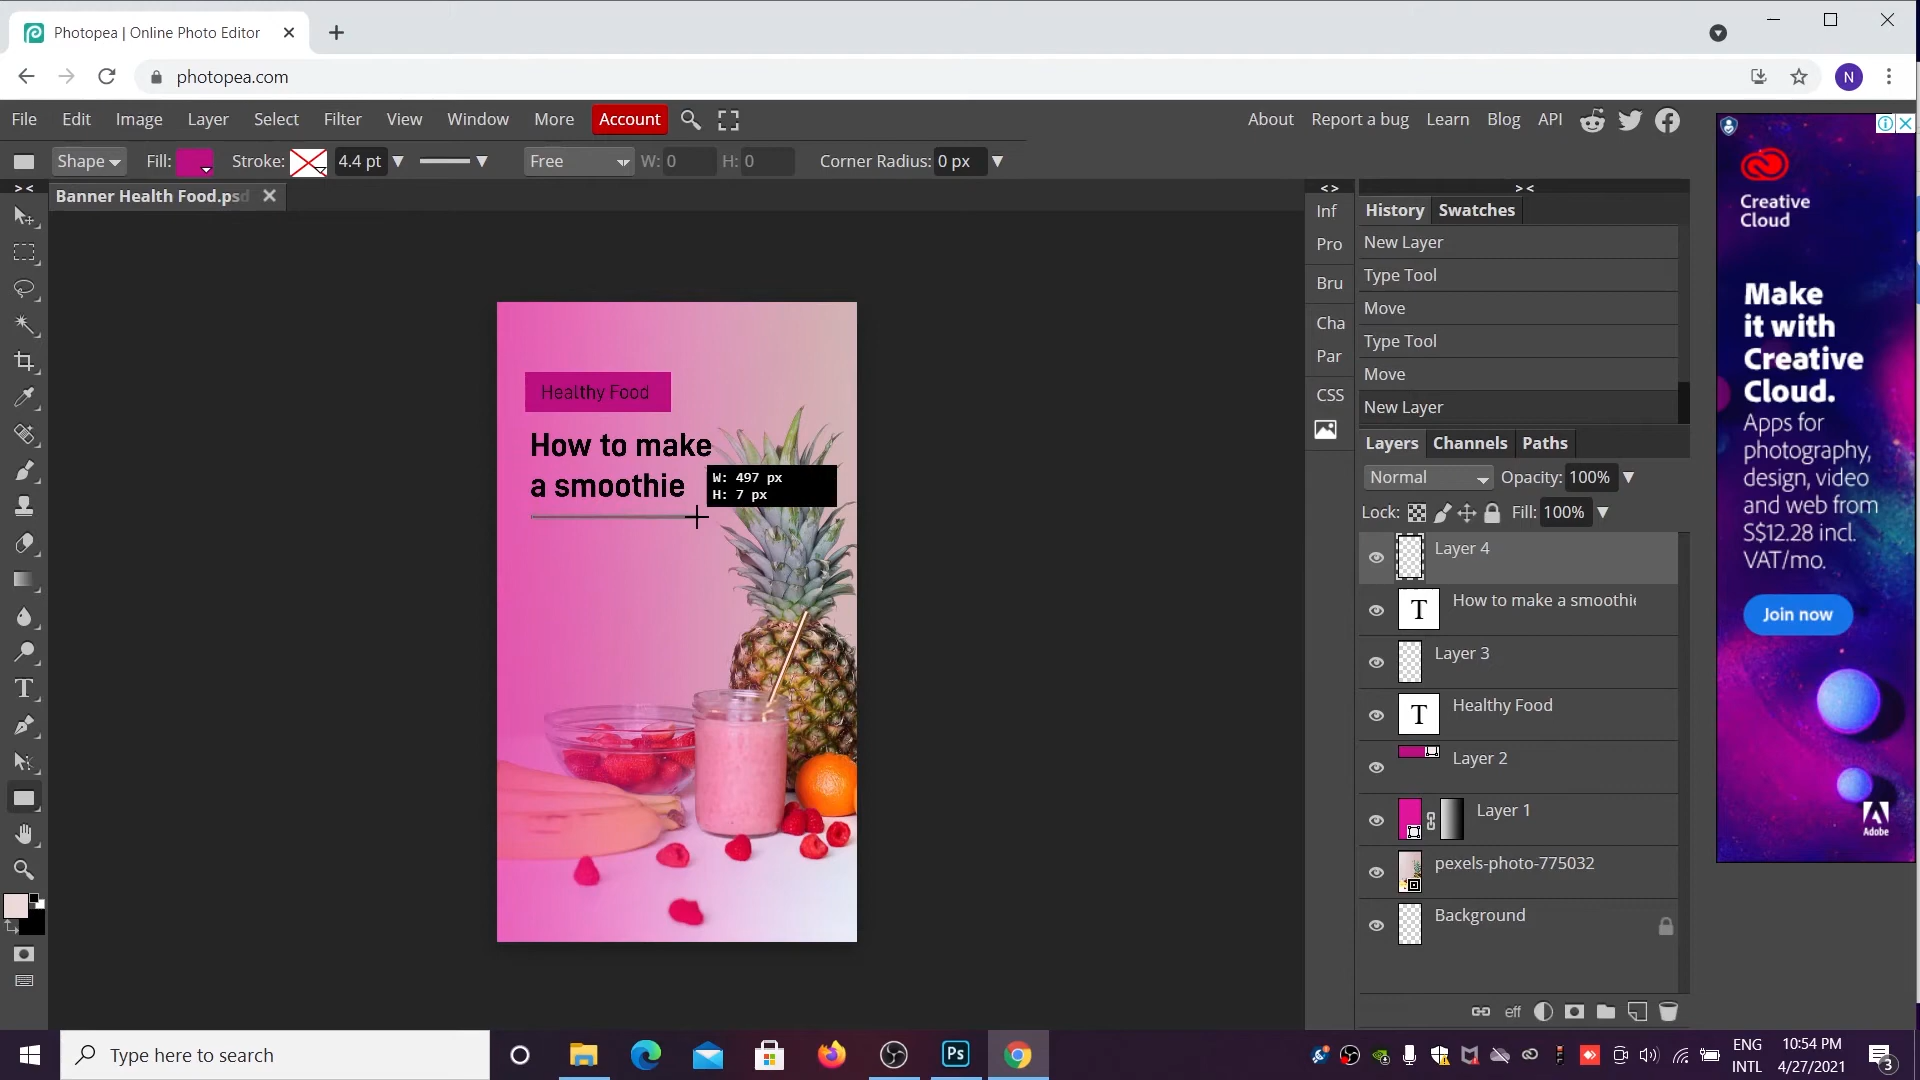 Photopea | Online Photo Editor
photopea.com
N
File Edit Image Layer Select Filter View Window More Account
About Report a bug Learn Blog API
Shape Fill: Stroke: 4.4 pt Free W: 0 H: 0 Corner Radius: 0 px
Banner Health Food.psd
Healthy Food
How to make
a smoothie
W: 497 px
H: 7 px
Inf
Pro
Bru
Cha
Par
CSS
History Swatches
New Layer
Type Tool
Move
Type Tool
Move
New Layer
Layers Channels Paths
Normal Opacity: 100%
Lock: Fill: 100%
Layer 4
T How to make a smoothie
Layer 3
T Healthy Food
Layer 2
Layer 1
pexels-photo-775032
Background
eff
Creative
Cloud
Make
it with
Creative
Cloud.
Apps for
photography,
design, video
and web from
S$12.28 incl.
VAT/mo.
Join now
Adobe
Type here to search
Ps
ENG
INTL
10:54 PM
4/27/2021
3